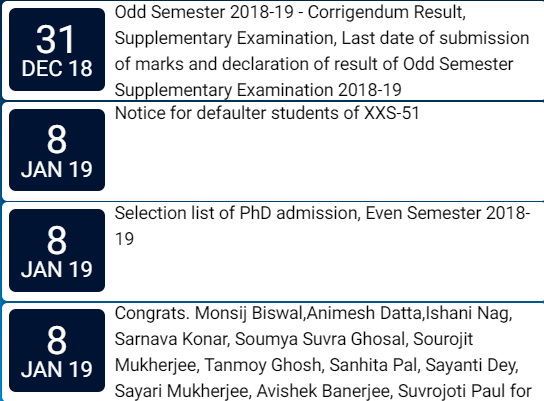 31
DEC 18
Odd Semester 2018-19 - Corrigendum Result,
Supplementary Examination, Last date of submission
of marks and declaration of result of Odd Semester
Supplementary Examination 2018-19
8
JAN 19
Notice for defaulter students of XXS-51
8
JAN 19
Selection list of PhD admission, Even Semester 2018-
19
8
JAN 19
Congrats. Monsij Biswal,Animesh Datta,Ishani Nag,
Sarnava Konar, Soumya Suvra Ghosal, Sourojit
Mukherjee, Tanmoy Ghosh, Sanhita Pal, Sayanti Dey,
Sayari Mukherjee, Avishek Banerjee, Suvrojoti Paul for